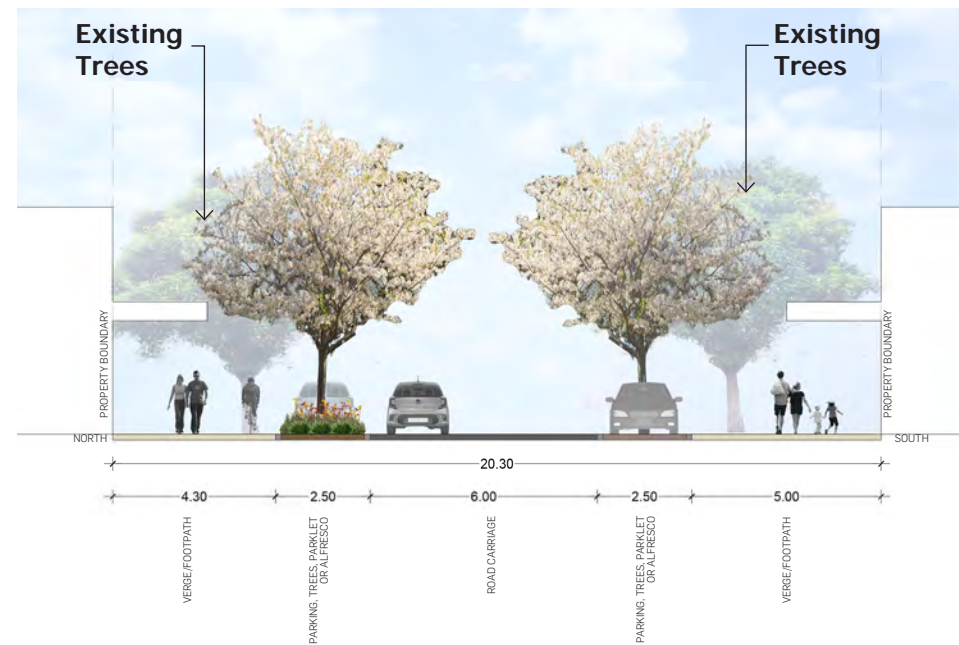 Existing
Trees
Existing
Trees
PROPERTY BOUNDARY
PROPERTY BOUNDARY
NORTH
SOUTH
20.30
4.30
2.50
6.00
2.50
5.00
VERGE/FOOTPATH
PARKING, TREES, PARKLET
OR ALFRESCO
ROAD CARRIAGE
PARKING, TREES, PARKLET
OR ALFRESCO
VERGE/FOOTPATH